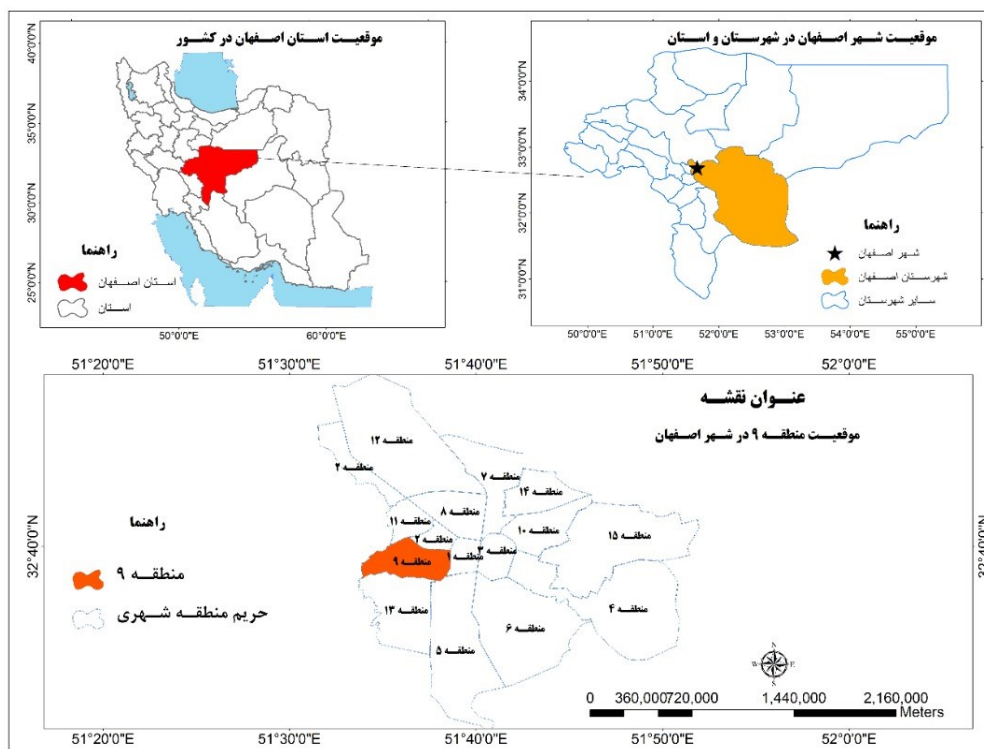 موقعیت استان اصفهان در کشور
40°0'0"N
35°0'0"N
30°0'0"N
25°0'0"N
راهنما
استان اصفهان
استان
50°0'0"E
60°0'0"E
موقعیت شهر اصفهان در شهرستان و استان
34°0'0"N
33°0'0"N
32°0'0"N
31°0'0"N
راهنما
شهر اصفهان
شهرستان اصفهان
سایر شهرستان
50°0'0"E
51°0'0"E
52°0'0"E
53°0'0"E
54°0'0"E
55°0'0"E
51°20'0"E
51°30'0"E
51°40'0"E
51°50'0"E
52°0'0"E
عنوان نقشه
موقعیت منطقه ۹ در شهر اصفهان
منطقه ۱۲
منطقه ۲
منطقه ۷
منطقه ۱۴
منطقه ۸
منطقه ۱۱
منطقه ۱۰
منطقه ۱۵
منطقه ۲
منطقه ۳
منطقه ۱
منطقه ۹
منطقه ۱۳
منطقه ۴
منطقه ۶
منطقه ۵
راهنما
منطقه ۹
حریم منطقه شهری
32°40'0"N
32°40'0"N
N
W
E
S
0
360,000
720,000
1,440,000
2,160,000
Meters
51°20'0"E
51°30'0"E
51°40'0"E
51°50'0"E
52°0'0"E